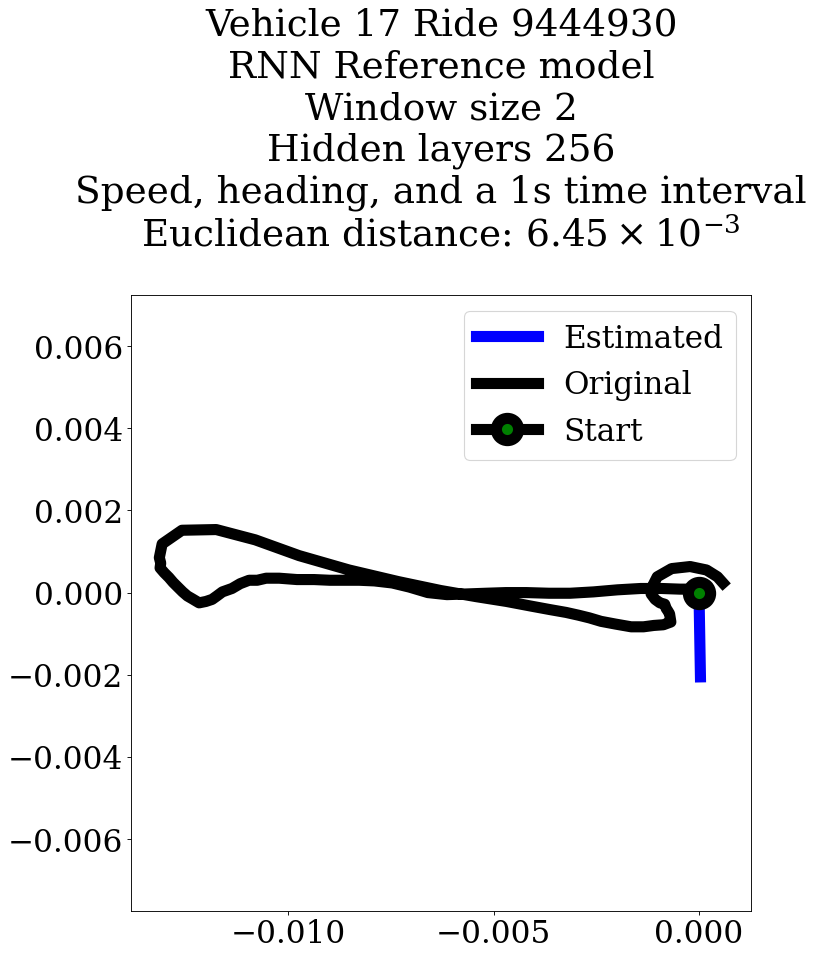 Vehicle 17 Ride 9444930
RNN Reference model
Window size 2
Hidden layers 256
Speed, heading, and a 1s time interval
Euclidean distance: 6.45 × 10⁻³
Estimated
Original
Start
0.006
0.004
0.002
0.000
−0.002
−0.004
−0.006
−0.010
−0.005
0.000